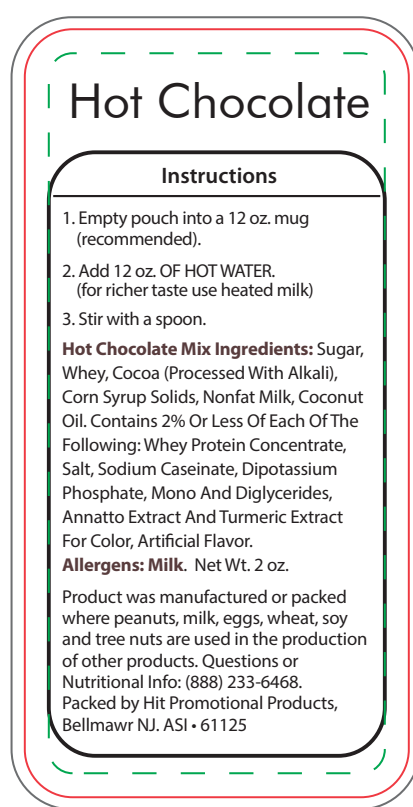 Hot Chocolate
Instructions
1. Empty pouch into a 12 oz. mug
(recommended).
2. Add 12 oz. OF HOT WATER.
(for richer taste use heated milk)
3. Stir with a spoon.
Hot Chocolate Mix Ingredients: Sugar,
Whey, Cocoa (Processed With Alkali),
Corn Syrup Solids, Nonfat Milk, Coconut
Oil. Contains 2% Or Less Of Each Of The
Following: Whey Protein Concentrate,
Salt, Sodium Caseinate, Dipotassium
Phosphate, Mono And Diglycerides,
Annatto Extract And Turmeric Extract
For Color, Artificial Flavor.
Allergens: Milk. Net Wt. 2 oz.
Product was manufactured or packed
where peanuts, milk, eggs, wheat, soy
and tree nuts are used in the production
of other products. Questions or
Nutritional Info: (888) 233-6468.
Packed by Hit Promotional Products,
Bellmawr NJ. ASI • 61125